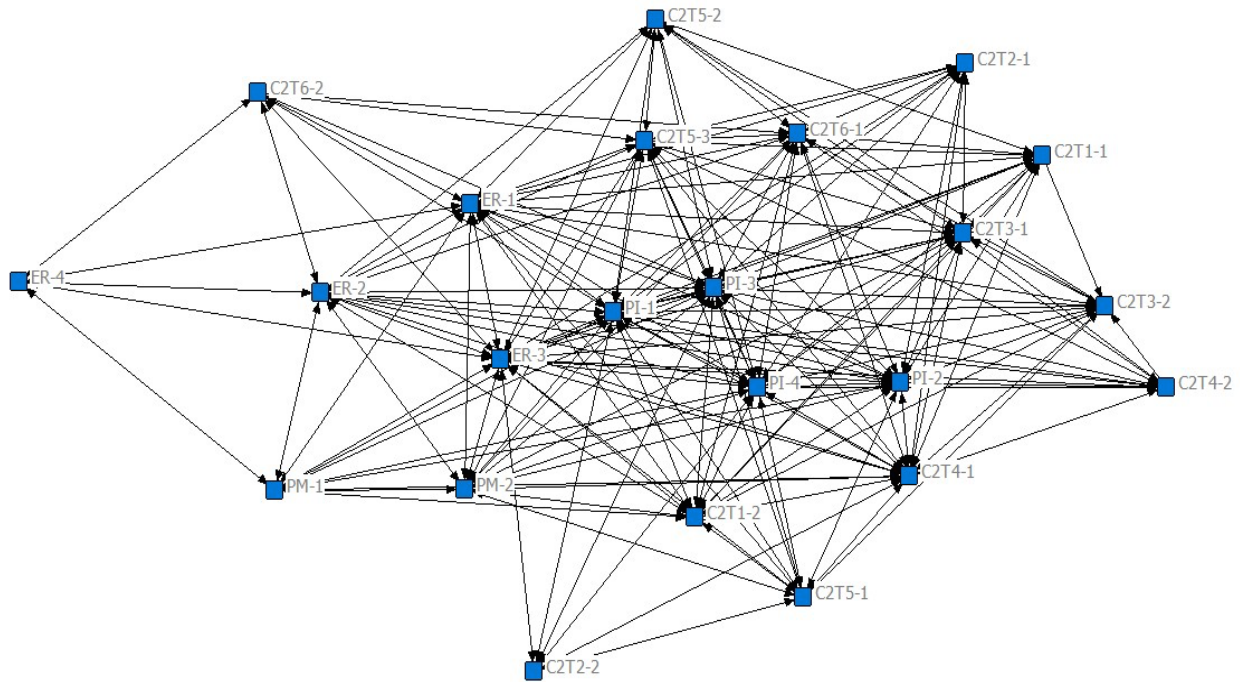 C2T5-2
C2T2-1
C2T6-2
C2T6-1
C2T5-3
C2T1-1
ER-1
C2T3-1
ER-4
ER-2
PI-3
PI-1
C2T3-2
ER-3
PI-4
PI-2
C2T4-2
C2T4-1
PM-1
PM-2
C2T1-2
C2T5-1
C2T2-2